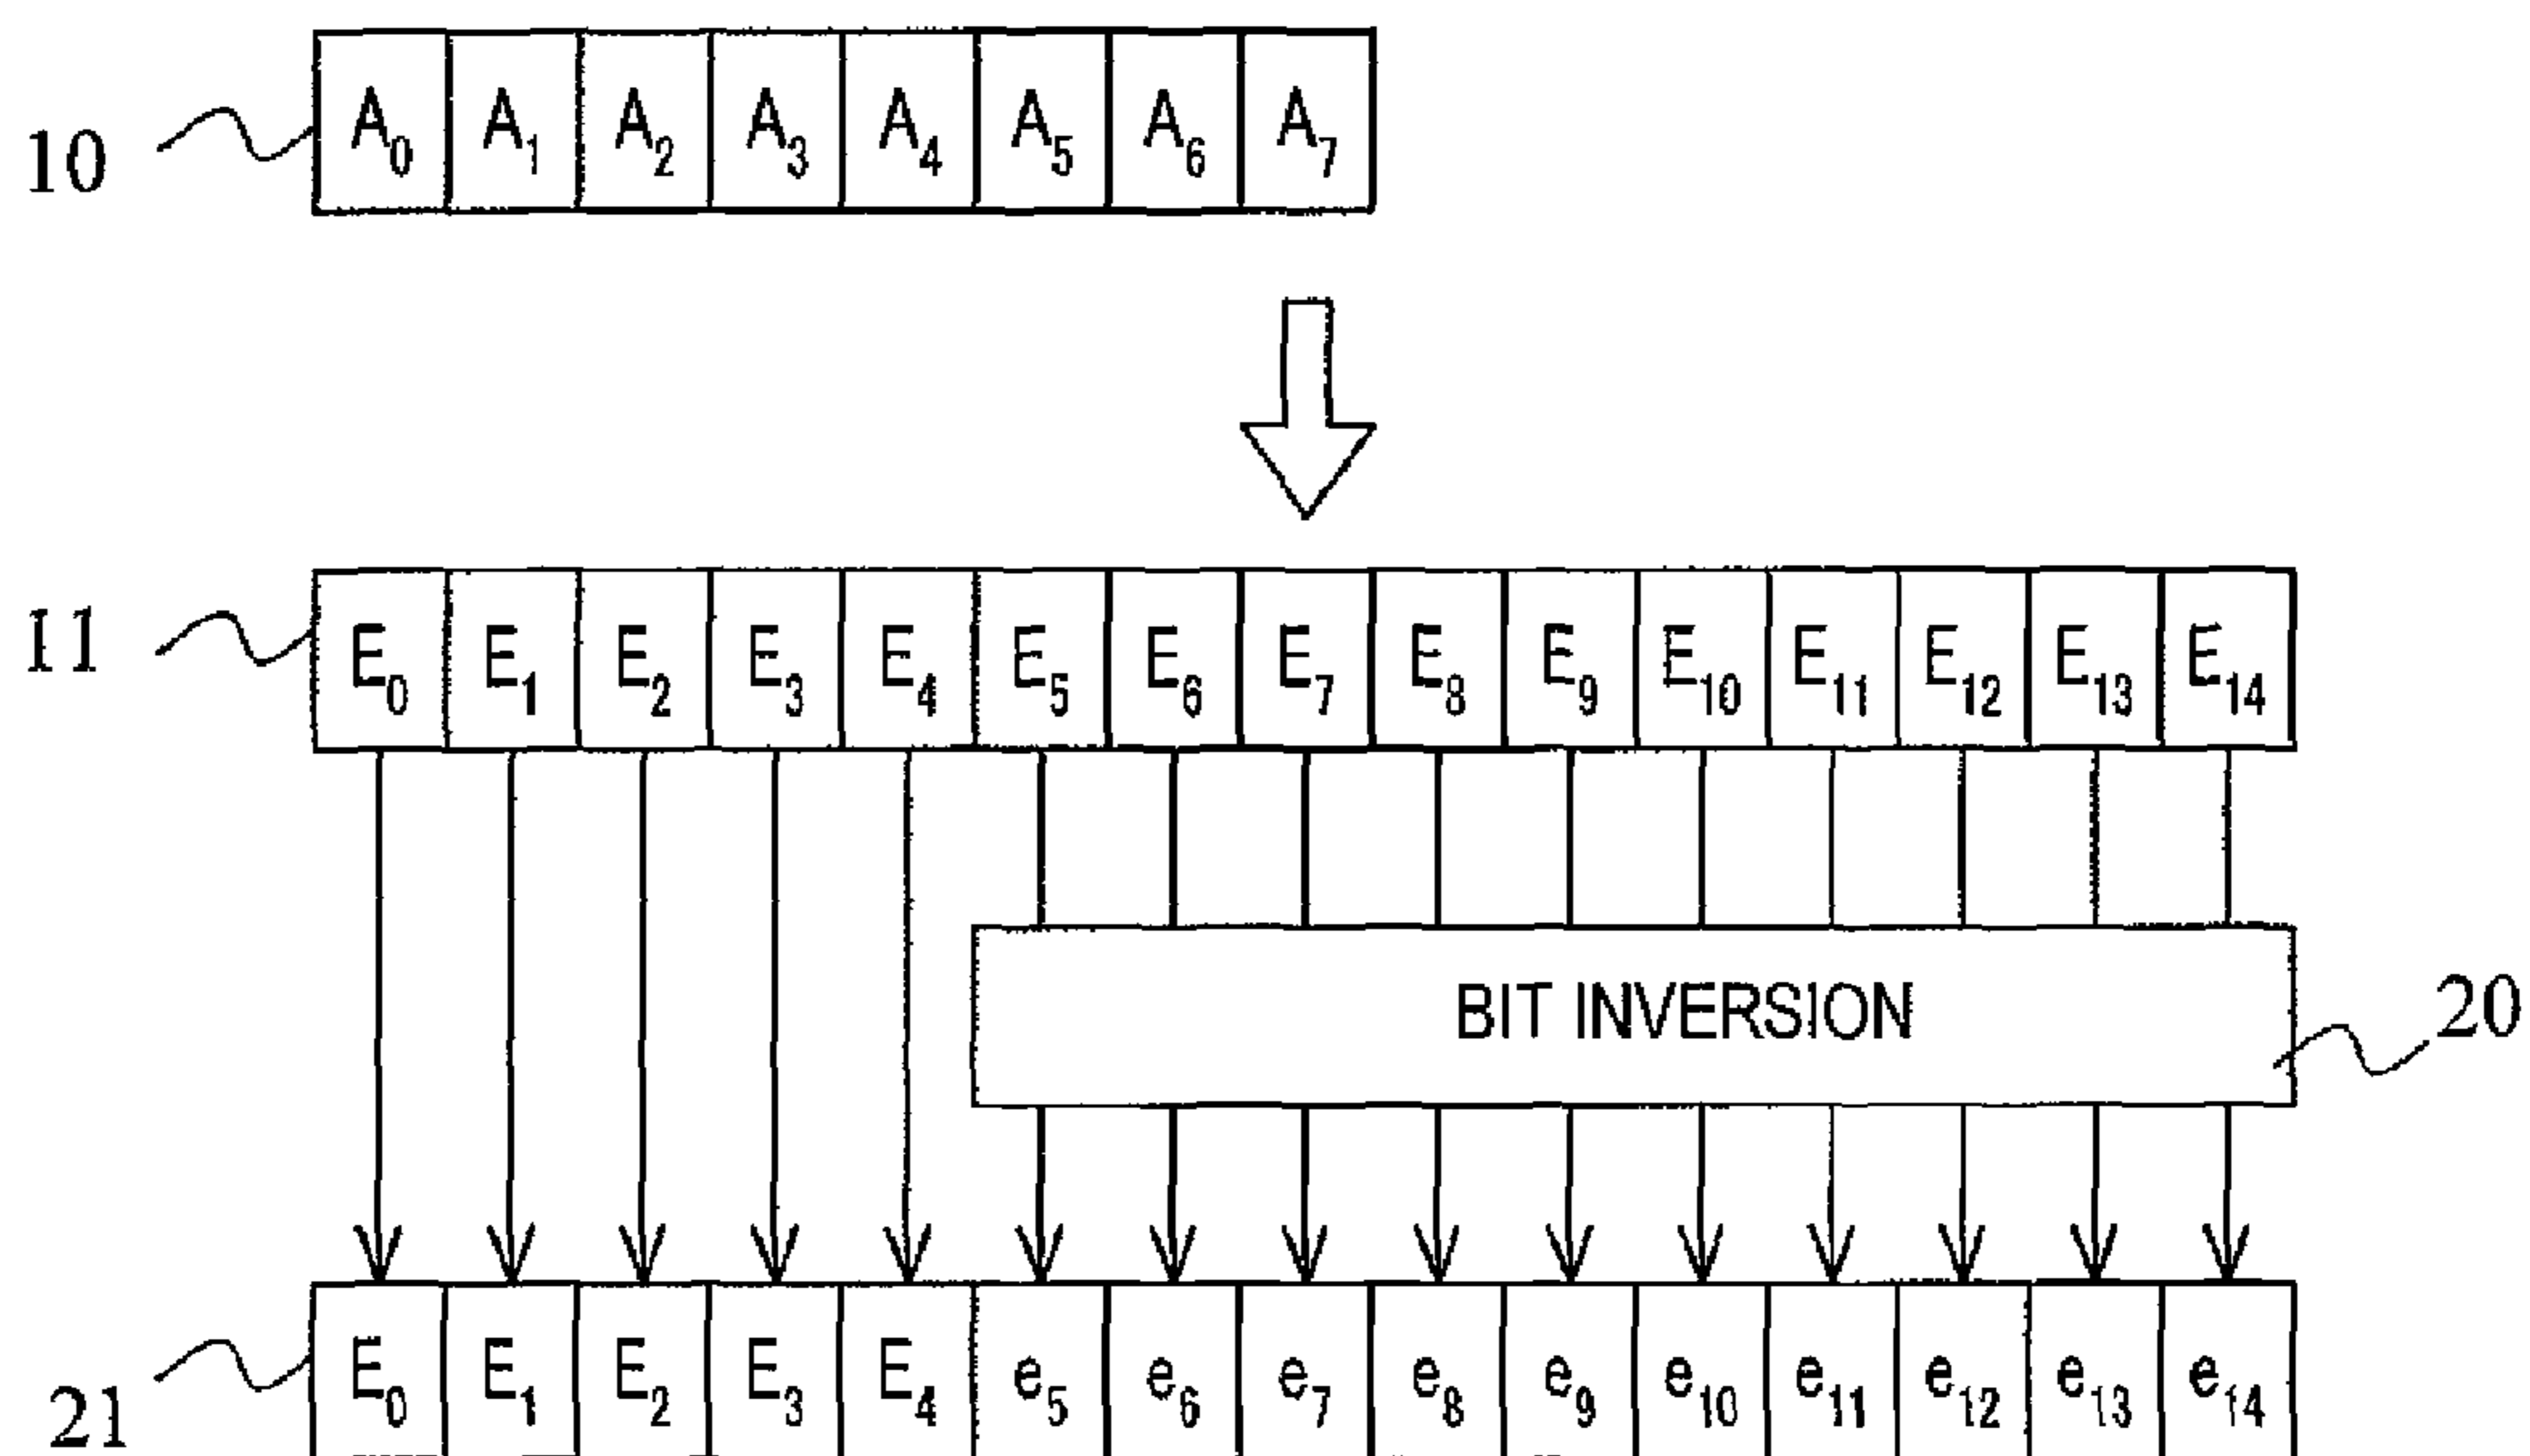 10 A₀ A₁ A₂ A₃ A₄ A₅ A₆ A₇
11 E₀ E₁ E₂ E₃ E₄ E₅ E₆ E₇ E₈ E₉ E₁₀ E₁₁ E₁₂ E₁₃ E₁₄
BIT INVERSION 20
21 E₀ E₁ E₂ E₃ E₄ e₅ e₆ e₇ e₈ e₉ e₁₀ e₁₁ e₁₂ e₁₃ e₁₄